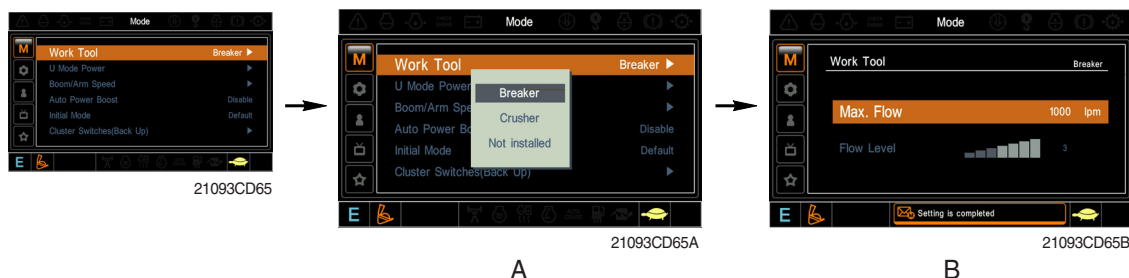 Mode
M
Work Tool Breaker ▶
U Mode Power ▶
Boom/Arm Speed ▶
Auto Power Boost Disable
Initial Mode Default
Cluster Switches(Back Up) ▶
E
21093CD65
Mode
M
Work Tool Breaker ▶
U Mode Power ▶
Boom/Arm Spe ▶
Auto Power Bo Disable
Initial Mode Default
Cluster Switches(Back Up) ▶
Breaker
Crusher
Not installed
E
21093CD65A
A
Mode
M
Work Tool Breaker
Max. Flow 1000 lpm
Flow Level 3
E
Setting is completed
21093CD65B
B